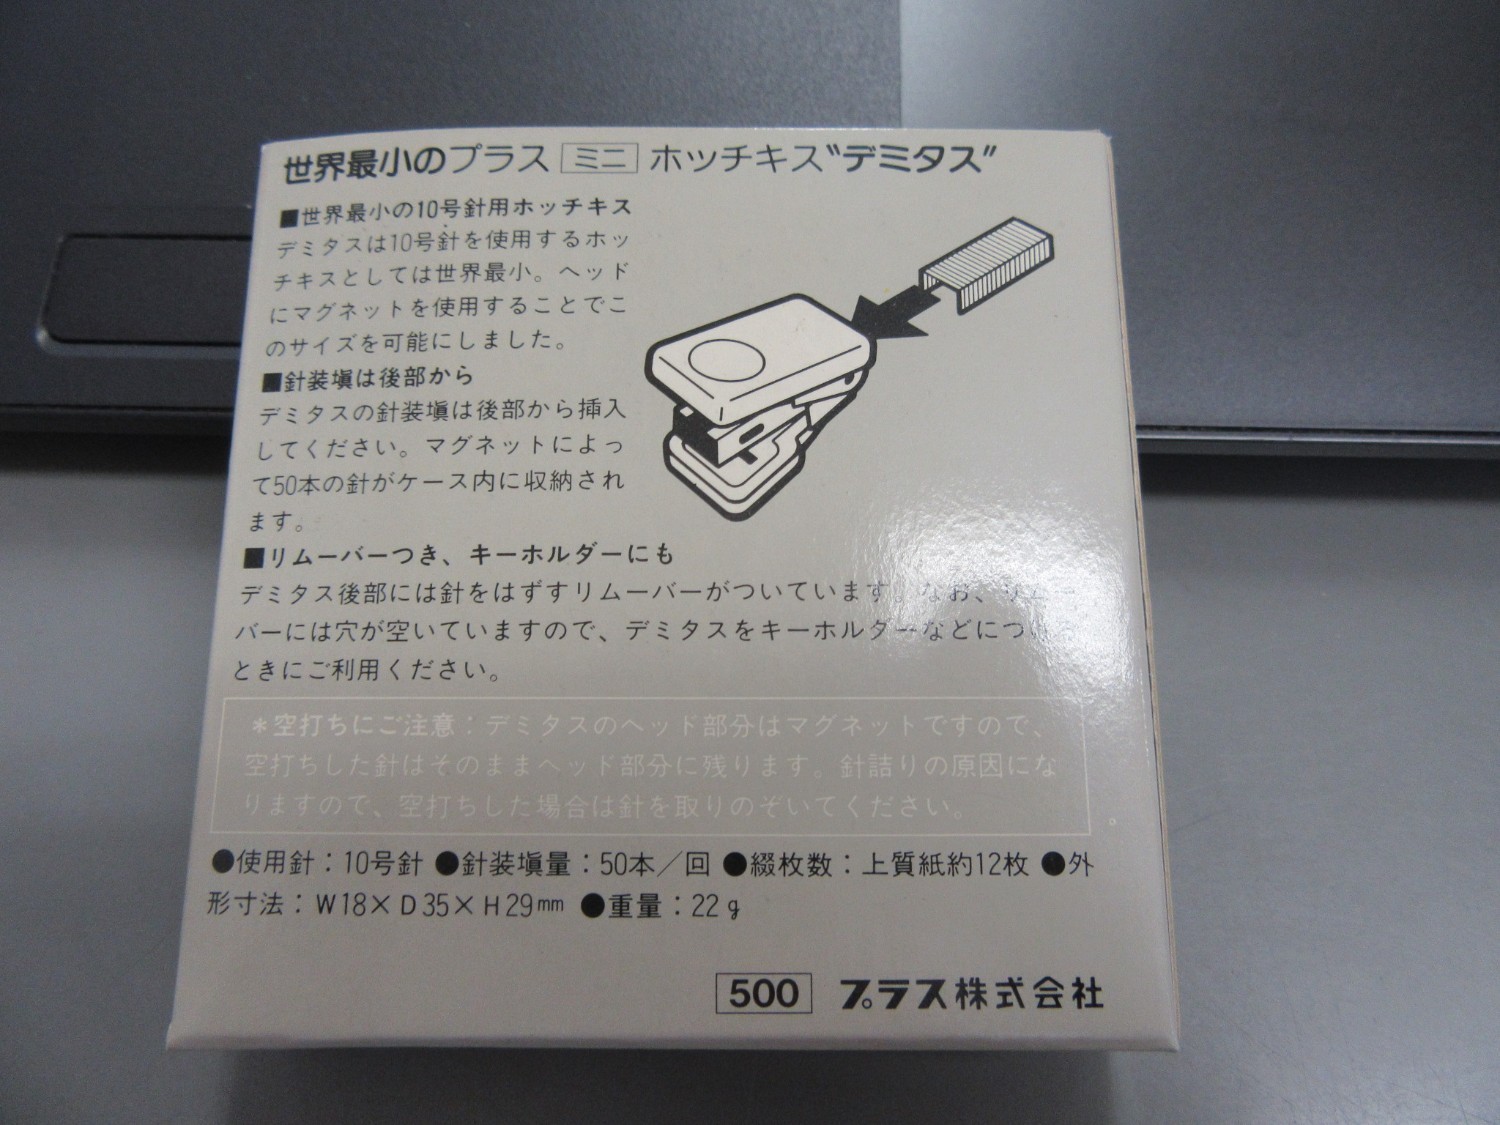 世界最小のプラス ミニ ホッチキス“デミタス”
■世界最小の10号針用ホッチキス
デミタスは10号針を使用するホッ
チキスとしては世界最小。ヘッド
にマグネットを使用することでこ
のサイズを可能にしました。
■針装塡は後部から
デミタスの針装塡は後部から挿入
してください。マグネットによっ
て50本の針がケース内に収納され
ます。
■リムーバーつき、キーホルダーにも
デミタス後部には針をはずすリムーバーがついています。なお、リムー
バーには穴が空いていますので、デミタスをキーホルダーなどにつける
ときにご利用ください。
＊空打ちにご注意：デミタスのヘッド部分はマグネットですので、
空打ちした針はそのままヘッド部分に残ります。針詰りの原因にな
りますので、空打ちした場合は針を取りのぞいてください。
●使用針：10号針 ●針装塡量：50本／回 ●綴枚数：上質紙約12枚 ●外
形寸法：W18×D35×H29mm ●重量：22g
500 プラス株式会社